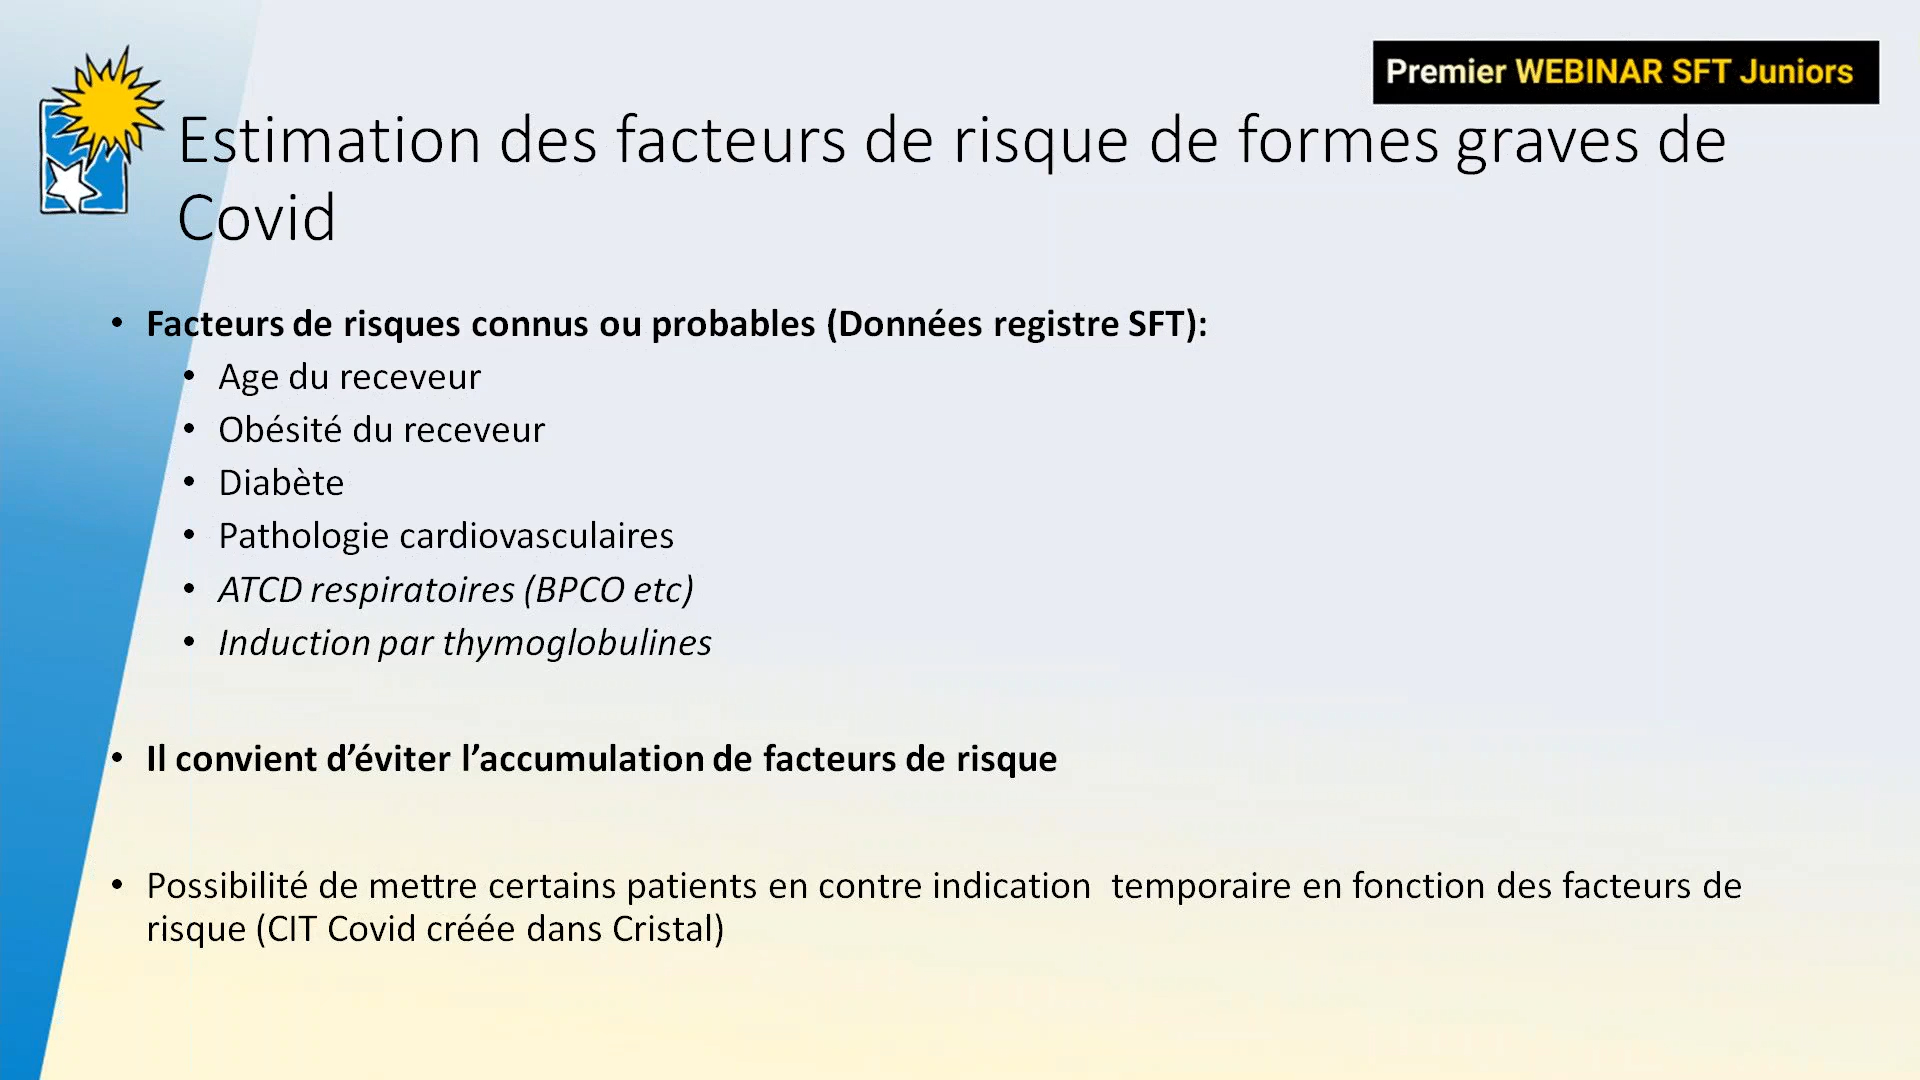 Premier WEBINAR SFT Juniors
Estimation des facteurs de risque de formes graves de
Covid
• Facteurs de risques connus ou probables (Données registre SFT):
• Age du receveur
• Obésité du receveur
• Diabète
• Pathologie cardiovasculaires
• ATCD respiratoires (BPCO etc)
• Induction par thymoglobulines
• Il convient d’éviter l’accumulation de facteurs de risque
• Possibilité de mettre certains patients en contre indication  temporaire en fonction des facteurs de
risque (CIT Covid créée dans Cristal)